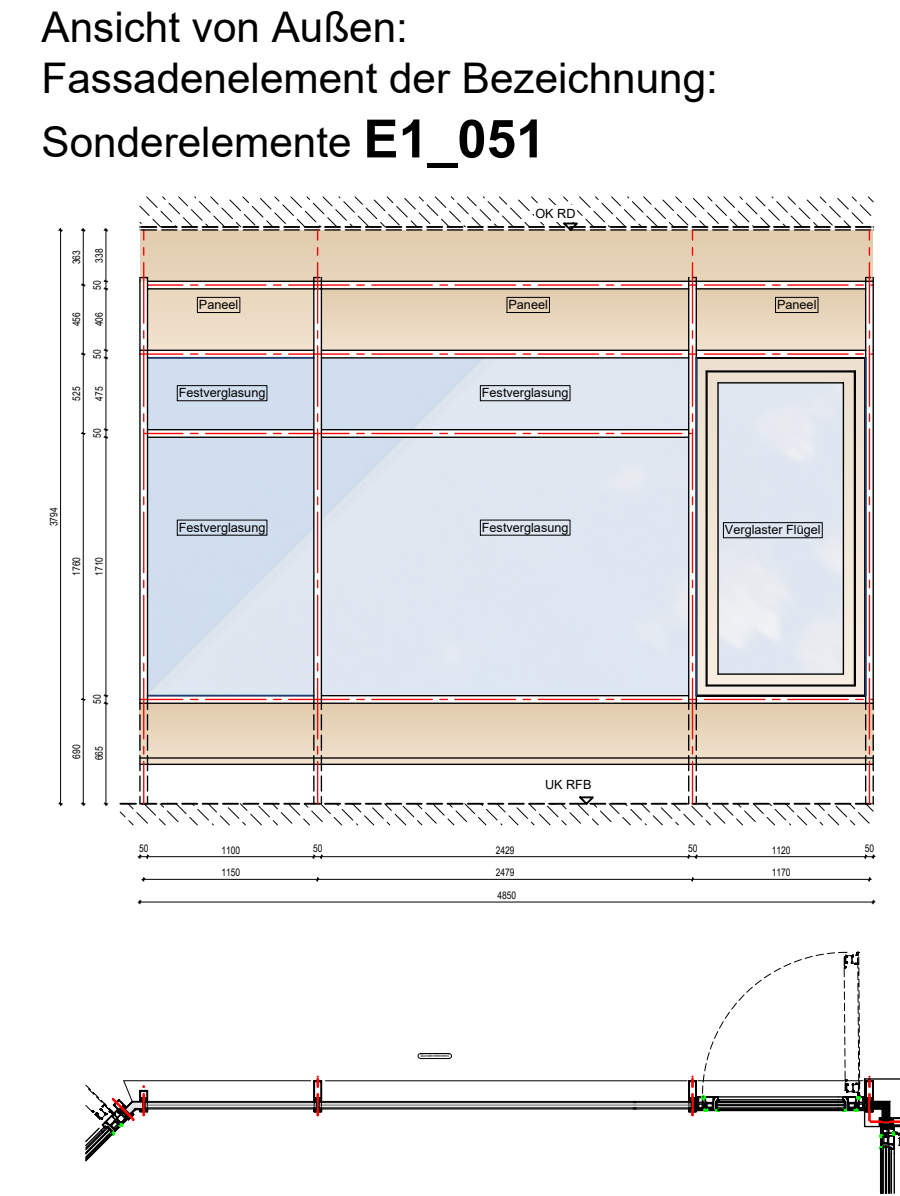 Ansicht von Außen:
Fassadenelement der Bezeichnung:
Sonderelemente E1_051
OK RD
363 338
50
Paneel Paneel Paneel
456 406
50
525 475
Festverglasung Festverglasung
50
3794
Festverglasung Festverglasung Verglaster Flügel
1760 1710
50
690 665
UK RFB
50 1100 50 2429 50 1120 50
1150 2479 1170
4850
Sonderelement